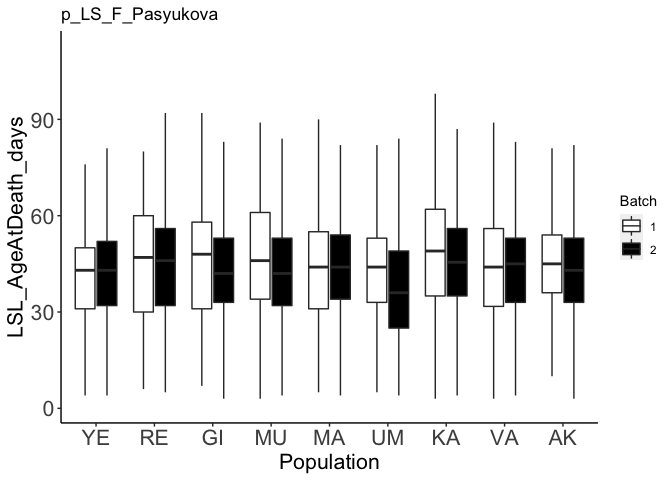 p_LS_F_Pasyukova
LSL_AgeAtDeath_days
90
60
30
0
YE RE GI MU MA UM KA VA AK
Population
Batch
1
2